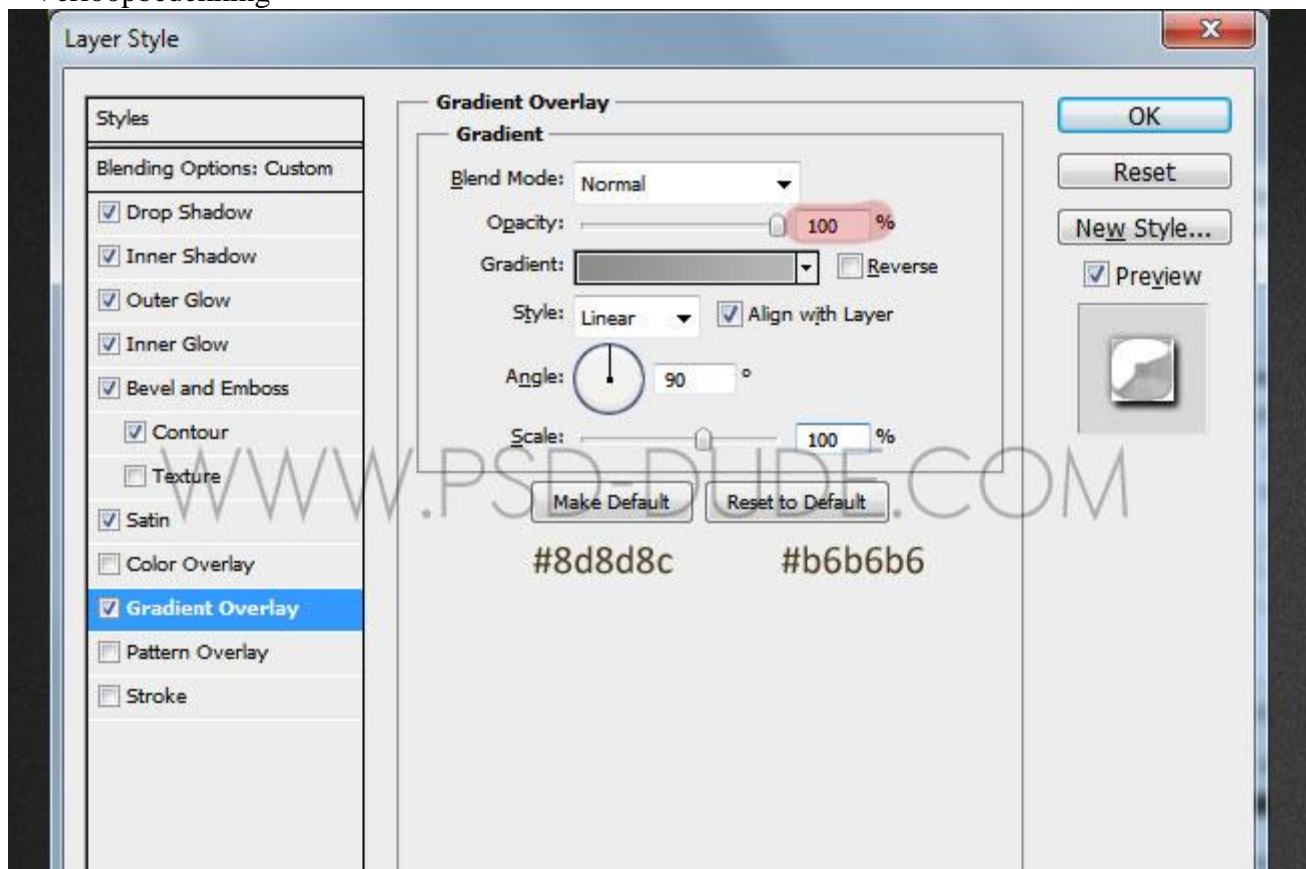 Layer Style
X
Styles
Blending Options: Custom
Drop Shadow
Inner Shadow
Outer Glow
Inner Glow
Bevel and Emboss
Contour
Texture
Satin
Color Overlay
Gradient Overlay
Pattern Overlay
Stroke
Gradient Overlay
Gradient
Blend Mode: Normal
Opacity: 100 %
Gradient: Reverse
Style: Linear Align with Layer
Angle: 90 °
Scale: 100 %
Make Default Reset to Default
#8d8d8c #b6b6b6
OK
Reset
New Style...
Preview
WWW.PSD-DUDE.COM